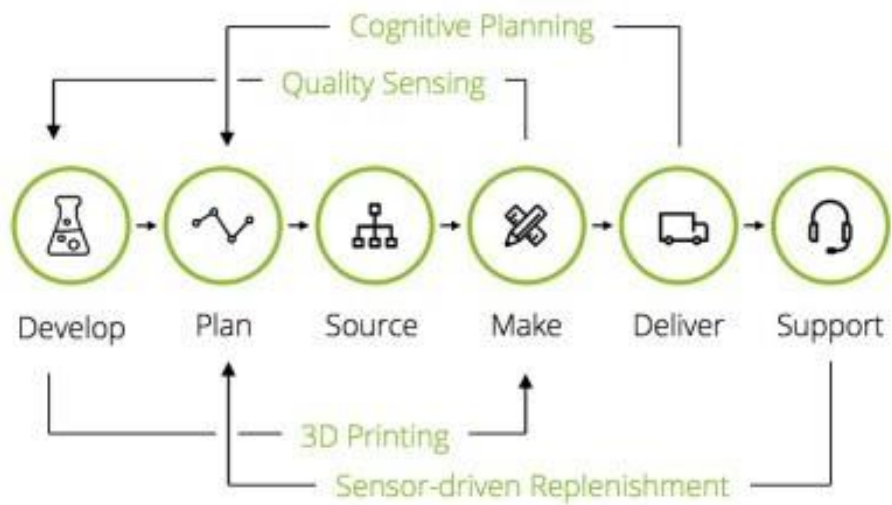 Cognitive Planning
Quality Sensing
Develop Plan Source Make Deliver Support
3D Printing
Sensor-driven Replenishment